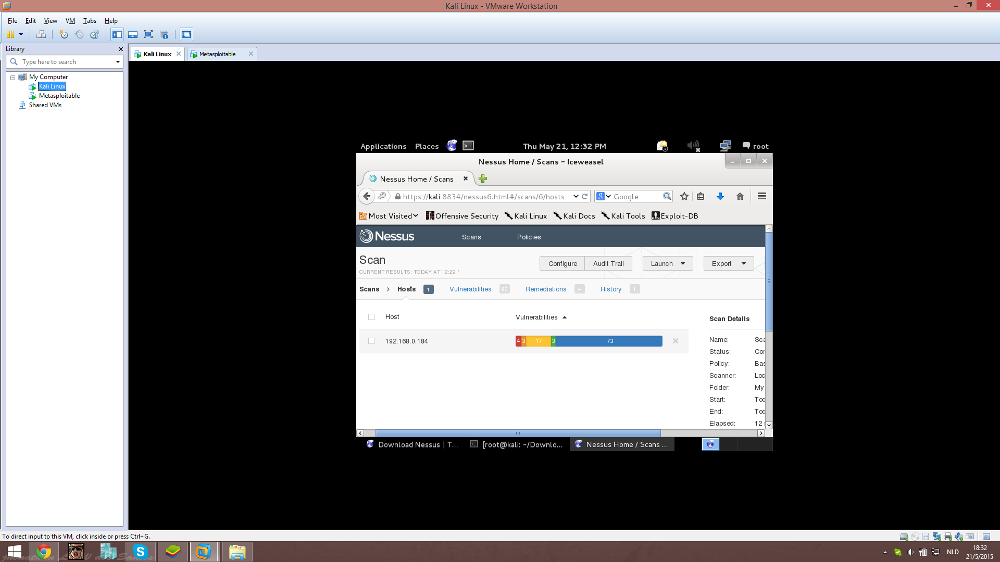 Kali Linux - VMware Workstation
File Edit View VM Tabs Help
Library
Type here to search
My Computer
Kali Linux
Metasploitable
Shared VMs
Kali Linux Metasploitable
Applications Places Thu May 21, 12:32 PM root
Nessus Home / Scans - Iceweasel
Nessus Home / Scans
https://kali:8834/nessus6.html#/scans/6/hosts Google
Most Visited Offensive Security Kali Linux Kali Docs Kali Tools Exploit-DB
Nessus Scans Policies
Scan
CURRENT RESULTS: TODAY AT 12:29 P
Configure Audit Trail Launch Export
Scans > Hosts 1 Vulnerabilities 80 Remediations 4 History 1
Host Vulnerabilities
192.168.0.184 4 3 17 3 73
Scan Details
Name: Sca
Status: Cor
Policy: Bas
Scanner: Loc
Folder: My
Start: Tod
End: Tod
Elapsed: 12
Download Nessus | T... [root@kali: ~/Downlo... Nessus Home / Scans ...
To direct input to this VM, click inside or press Ctrl+G.
NLD
18:32
21/5/2015